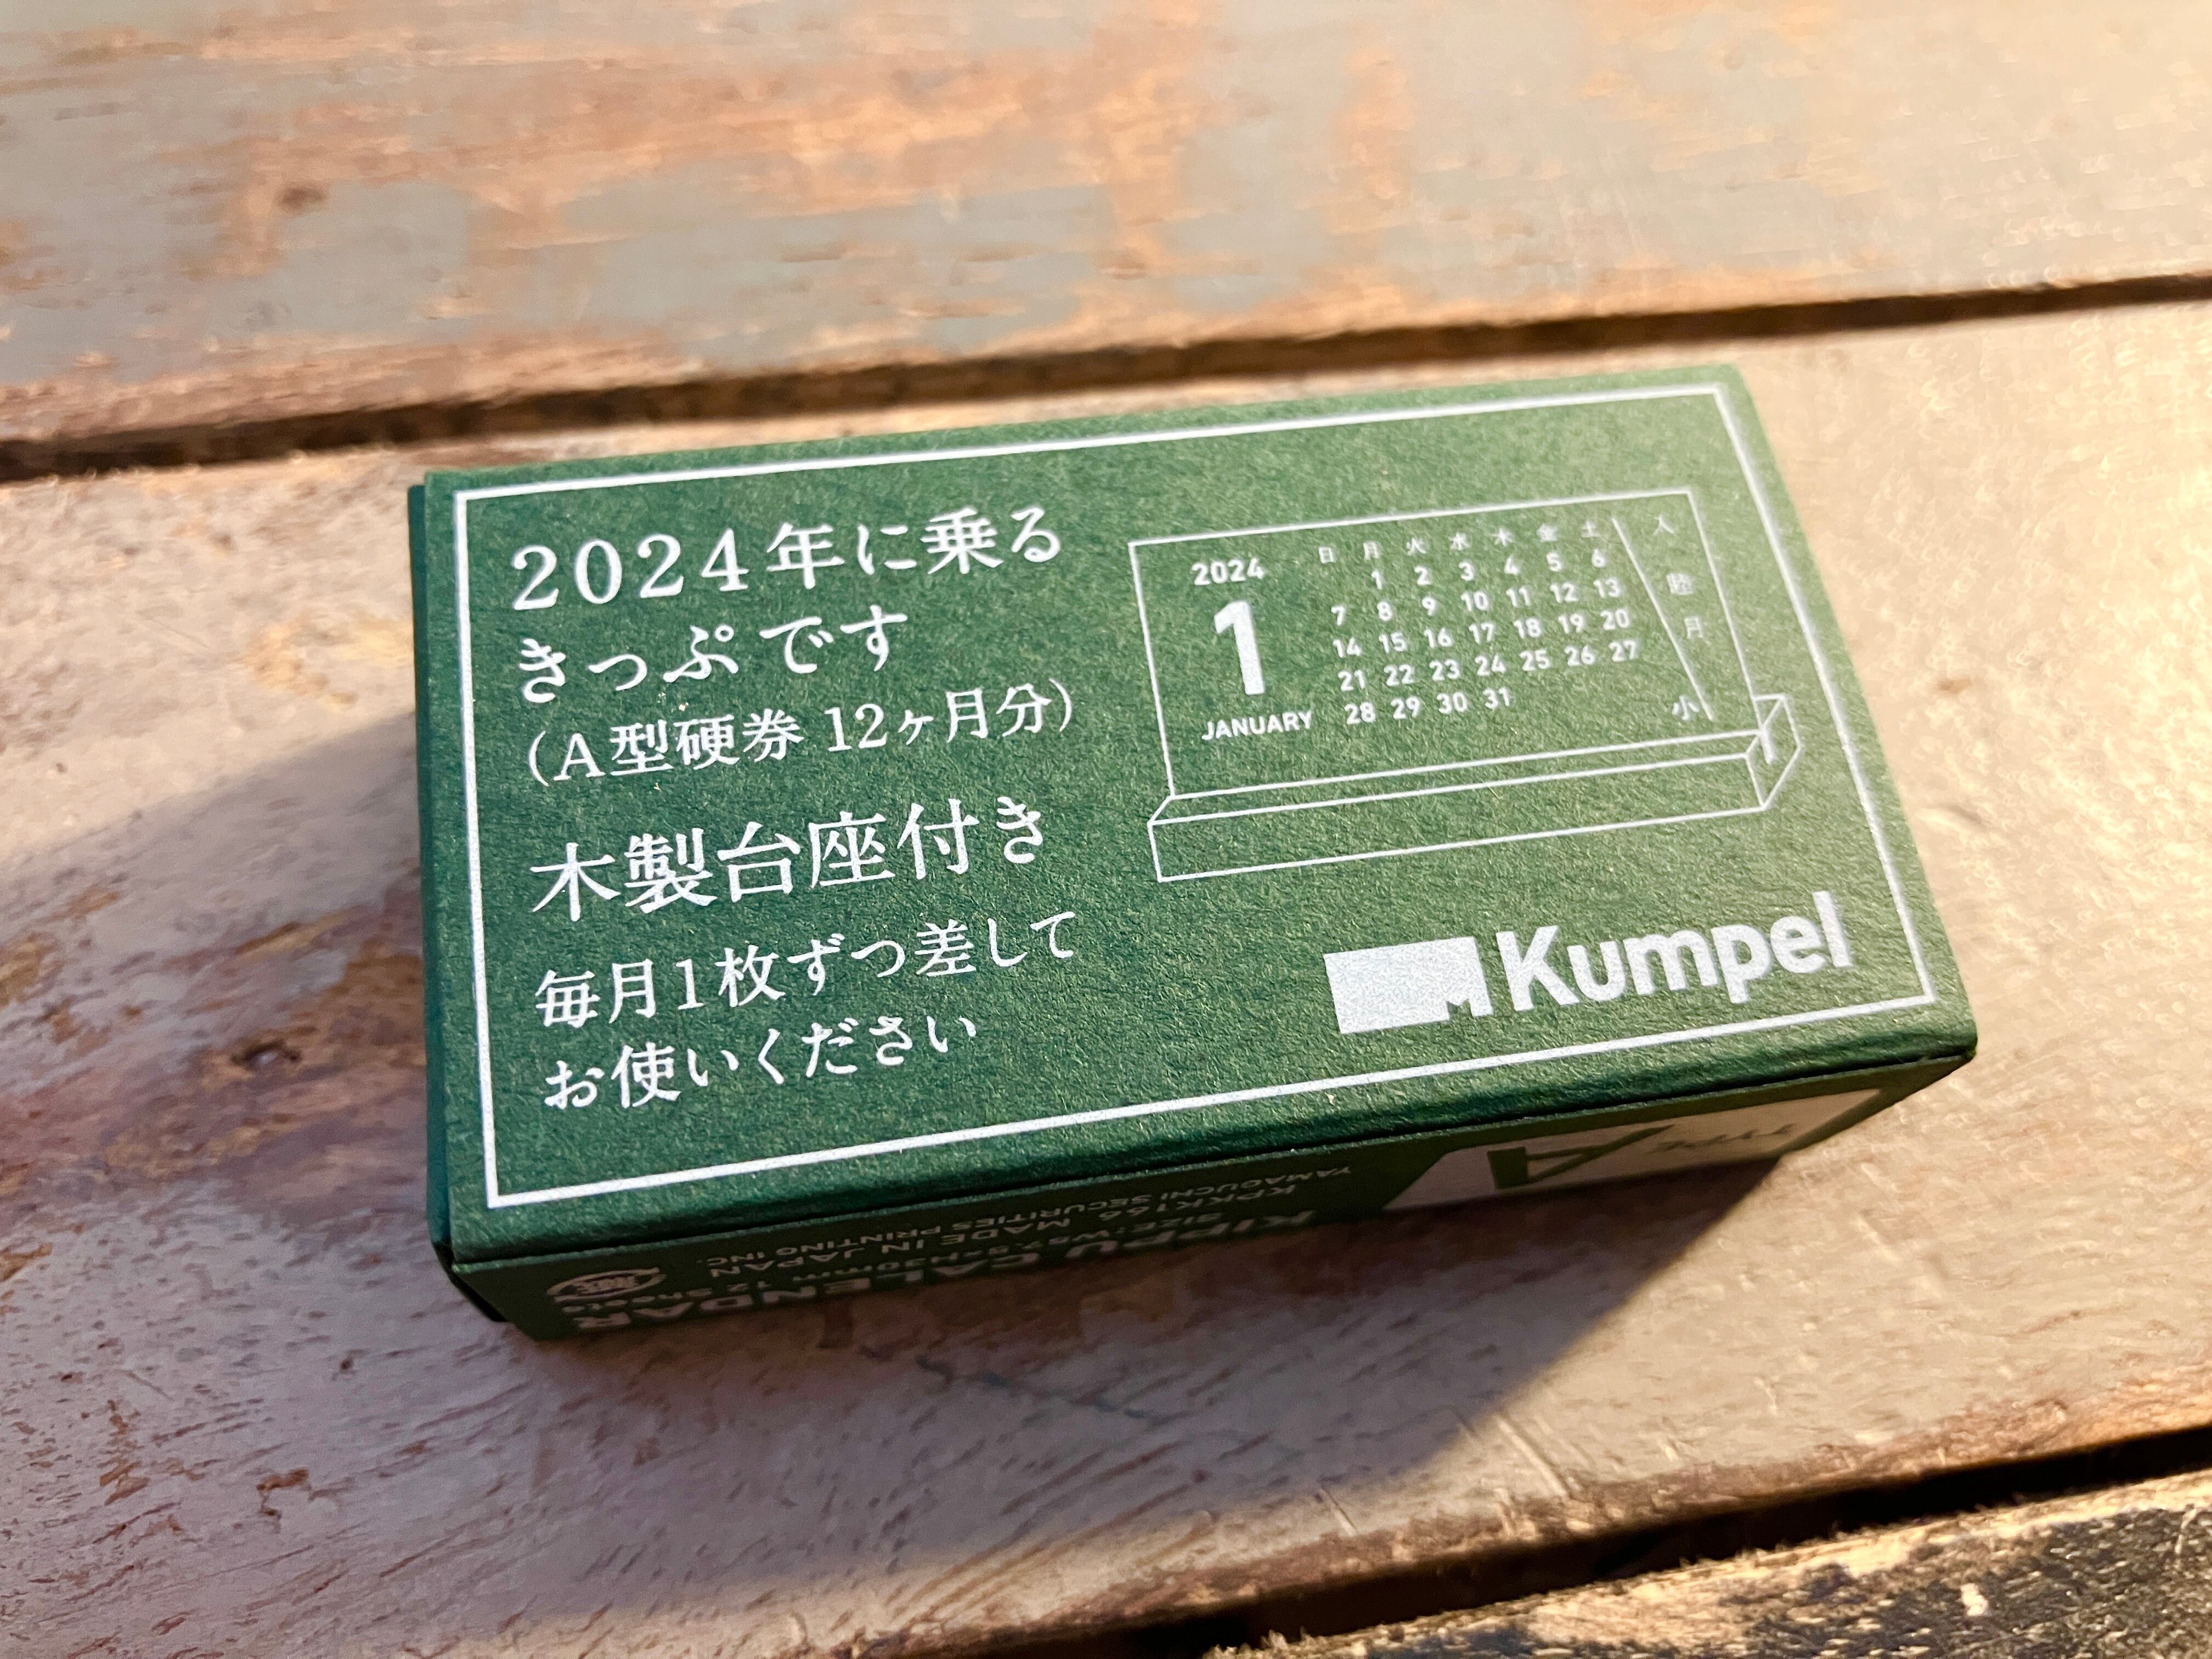 2024年に乗る
きっぷです
（A型硬券 12ヶ月分）
木製台座付き
毎月1枚ずつ差して
お使いください
2024
1
JANUARY
日 月 火 水 木 金 土
1 2 3 4 5 6
7 8 9 10 11 12 13
14 15 16 17 18 19 20
21 22 23 24 25 26 27
28 29 30 31
人
睦
月
小
Kumpel
TYPE
A
KIPPU CALENDAR
KPK166 MADE IN JAPAN
YAMAGUCHI SECURITIES PRINTING INC.